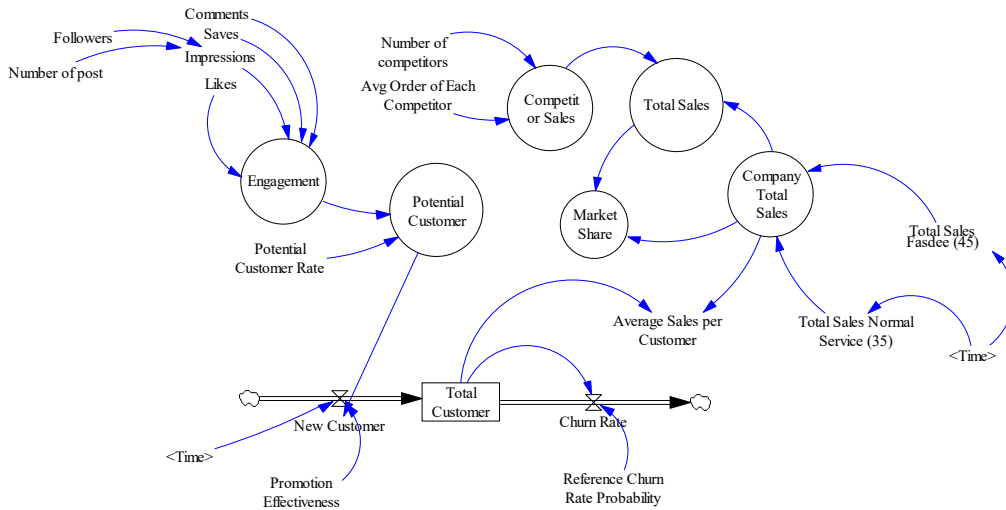 Comments
Saves
Followers
Impressions
Number of post
Likes
Number of
competitors
Avg Order of Each
Competitor
Competit
or Sales
Total Sales
Engagement
Potential
Customer
Company
Total
Sales
Market
Share
Total Sales
Fasdee (45)
Potential
Customer Rate
Average Sales per
Customer
Total Sales Normal
Service (35)
<Time>
Total
Customer
New Customer
Churn Rate
<Time>
Promotion
Effectiveness
Reference Churn
Rate Probability